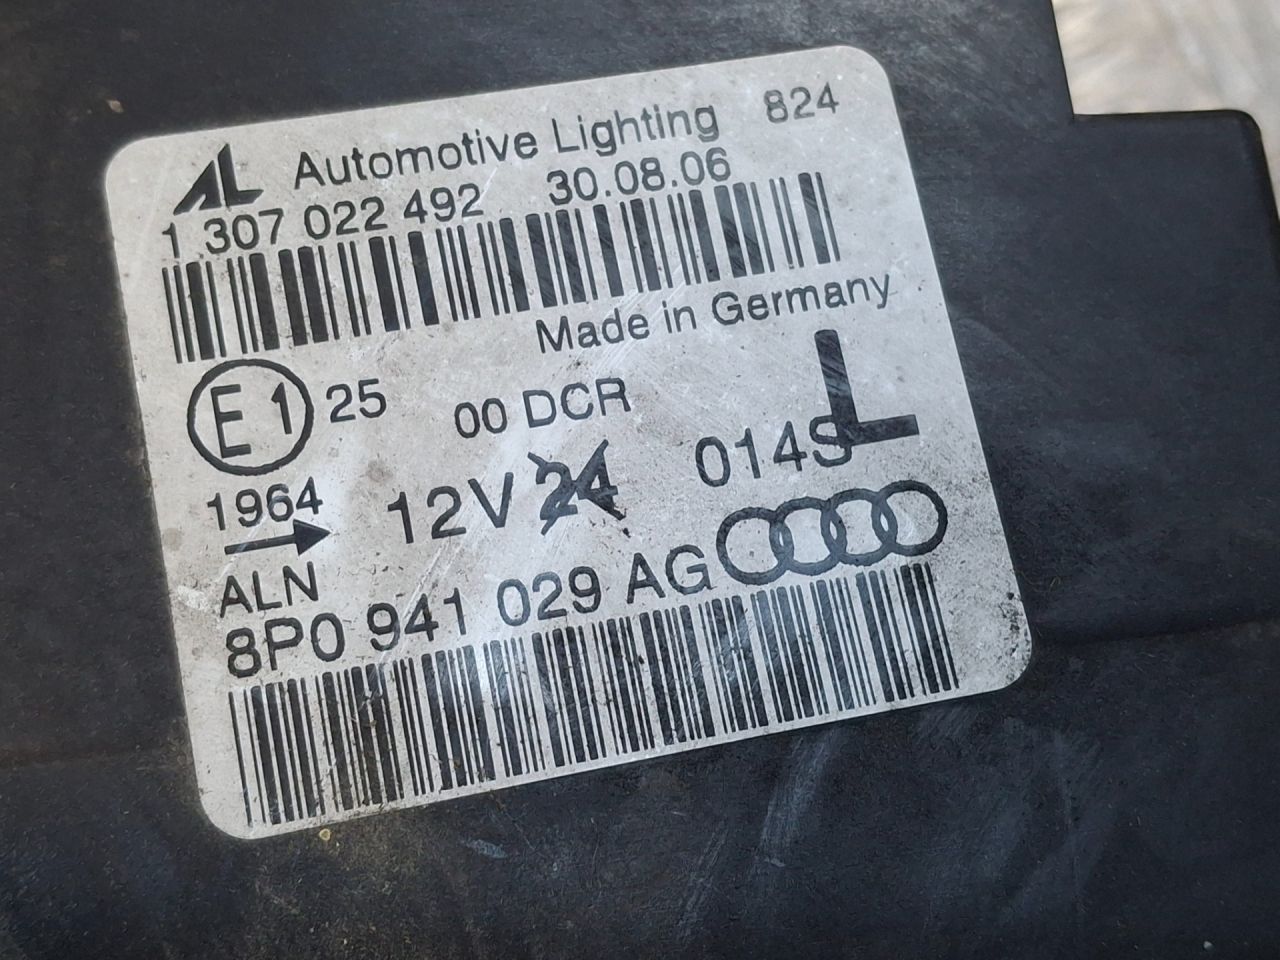 AL Automotive Lighting 824
1 307 022 492 30.08.06
Made in Germany
E1 25 00 DCR L
1964 12V 24 014S
ALN
8P0 941 029 AG